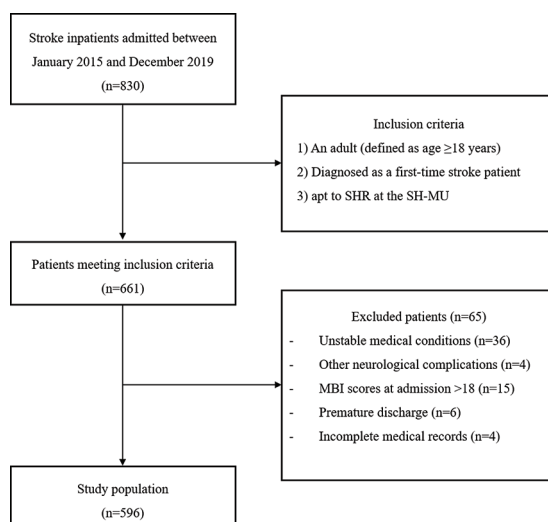 Stroke inpatients admitted between
January 2015 and December 2019
(n=830)
Inclusion criteria
1) An adult (defined as age ≥18 years)
2) Diagnosed as a first-time stroke patient
3) apt to SHR at the SH-MU
Patients meeting inclusion criteria
(n=661)
Excluded patients (n=65)
- Unstable medical conditions (n=36)
- Other neurological complications (n=4)
- MBI scores at admission >18 (n=15)
- Premature discharge (n=6)
- Incomplete medical records (n=4)
Study population
(n=596)